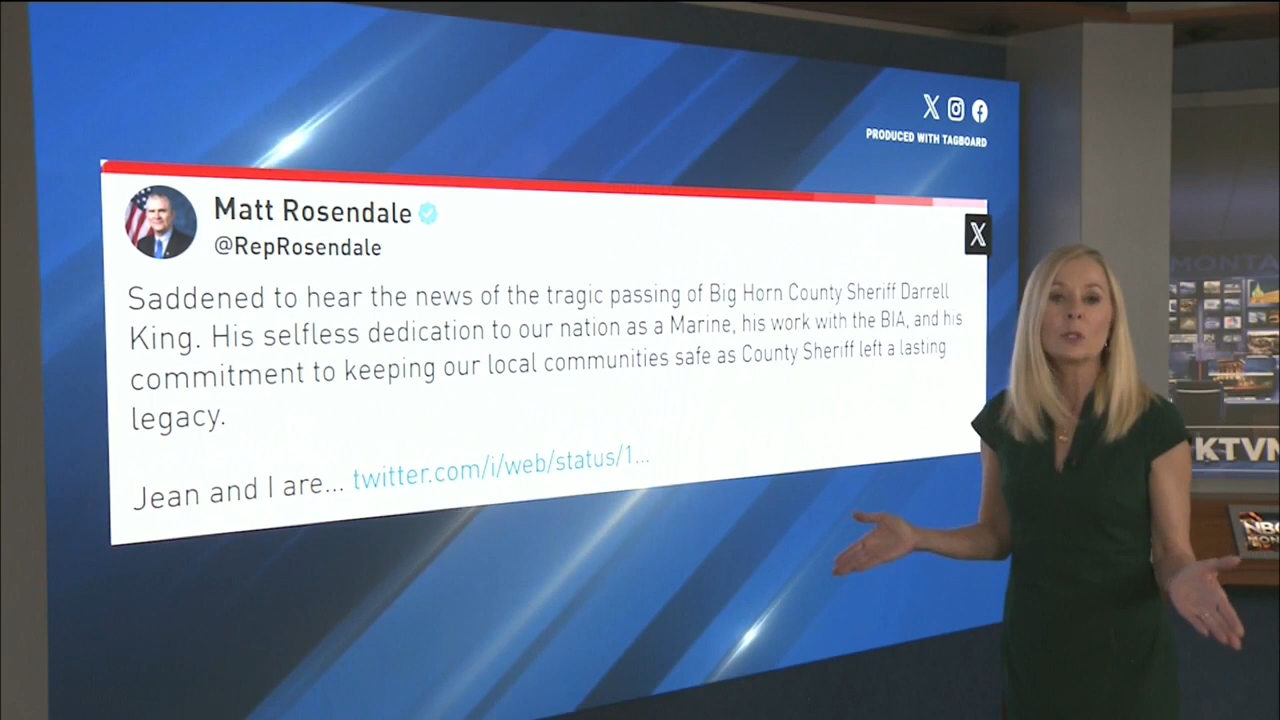 PRODUCED WITH TAGBOARD
Matt Rosendale
@RepRosendale
X
Saddened to hear the news of the tragic passing of Big Horn County Sheriff Darrell
King. His selfless dedication to our nation as a Marine, his work with the BIA, and his
commitment to keeping our local communities safe as County Sheriff left a lasting
legacy.
Jean and I are... twitter.com/i/web/status/1...
MONTA
KTVM
NBC
MON